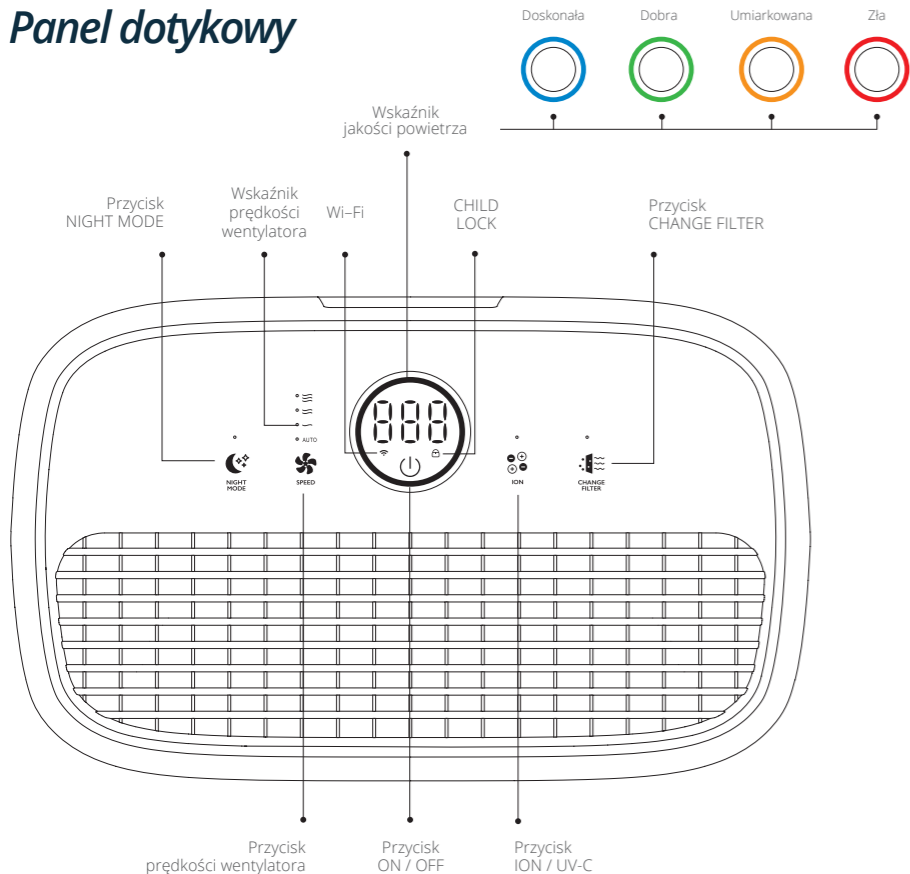 Panel dotykowy
Doskonała
Dobra
Umiarkowana
Zła
Wskaźnik
jakości powietrza
Przycisk
NIGHT MODE
Wskaźnik
prędkości
wentylatora
Wi–Fi
CHILD
LOCK
Przycisk
CHANGE FILTER
888
AUTO
NIGHT
MODE
SPEED
ION
CHANGE
FILTER
Przycisk
prędkości wentylatora
Przycisk
ON / OFF
Przycisk
ION / UV-C